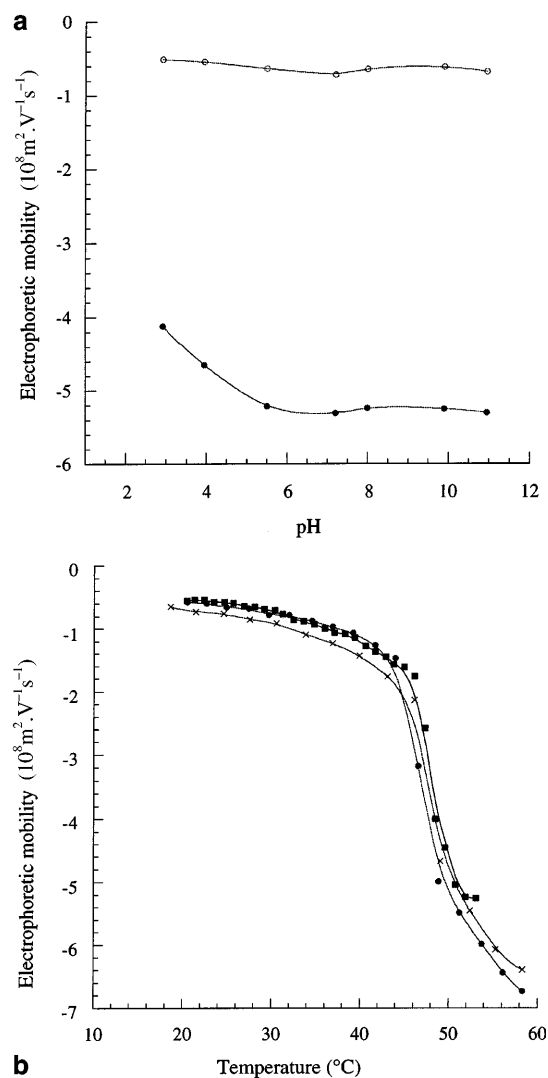 a
0
-1
-2
-3
-4
-5
-6
Electrophoretic mobility (10⁸m².V⁻¹s⁻¹)
2 4 6 8 10 12
pH
0
-1
-2
-3
-4
-5
-6
-7
Electrophoretic mobility (10⁸m².V⁻¹s⁻¹)
10 20 30 40 50 60
b Temperature (°C)